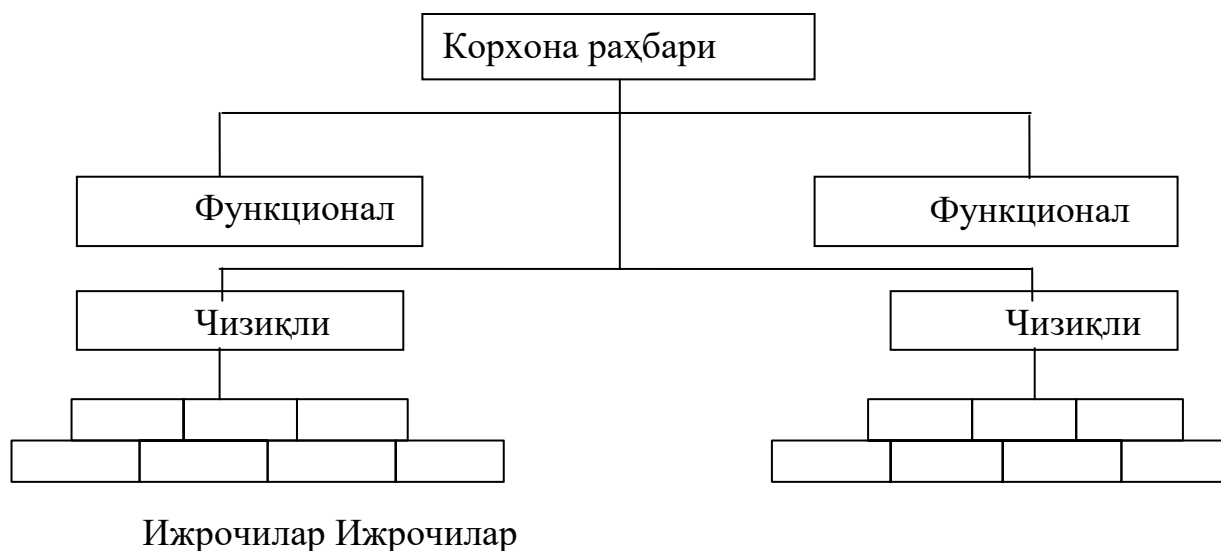 Корхона раҳбари
Функционал Функционал
Чизиқли Чизиқли
Ижрочилар Ижрочилар